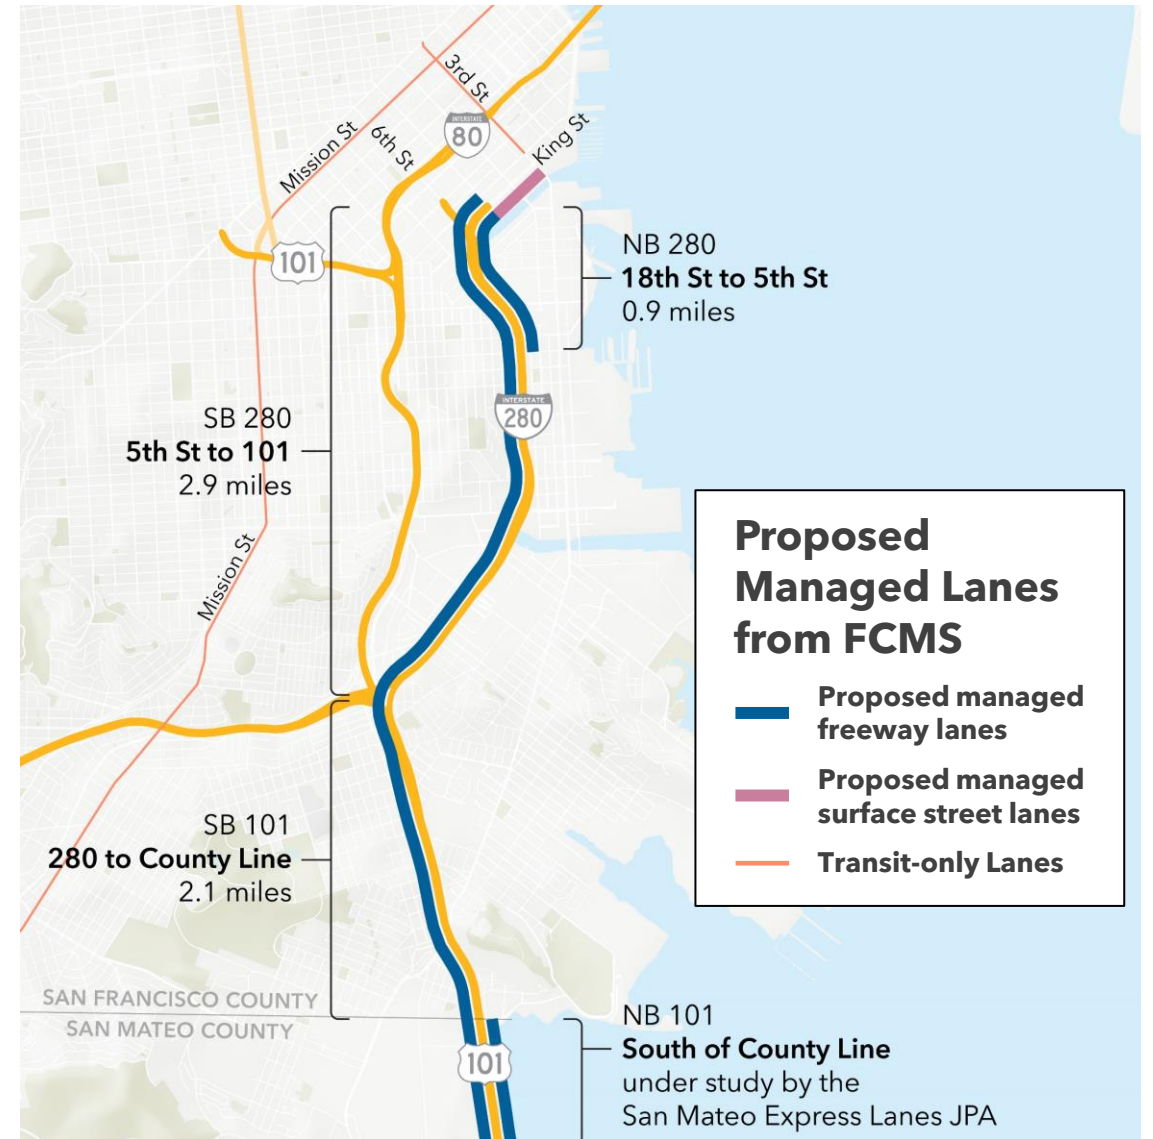 3rd St
INTERSTATE
80
King St
Mission St
6th St
101
NB 280
18th St to 5th St
0.9 miles
INTERSTATE
280
SB 280
5th St to 101
2.9 miles
Mission St
Proposed
Managed Lanes
from FCMS
Proposed managed
freeway lanes
Proposed managed
surface street lanes
Transit-only Lanes
SB 101
280 to County Line
2.1 miles
SAN FRANCISCO COUNTY
SAN MATEO COUNTY
101
NB 101
South of County Line
under study by the
San Mateo Express Lanes JPA